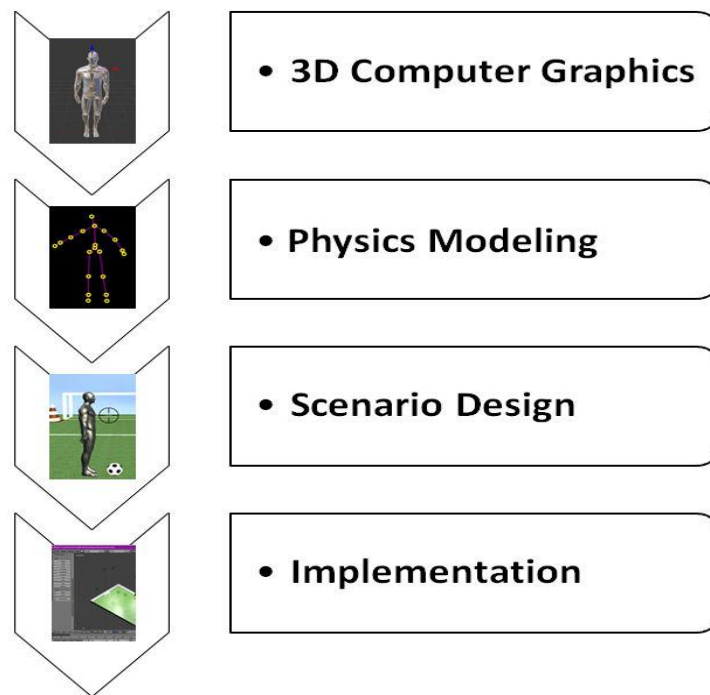 • 3D Computer Graphics
• Physics Modeling
• Scenario Design
• Implementation